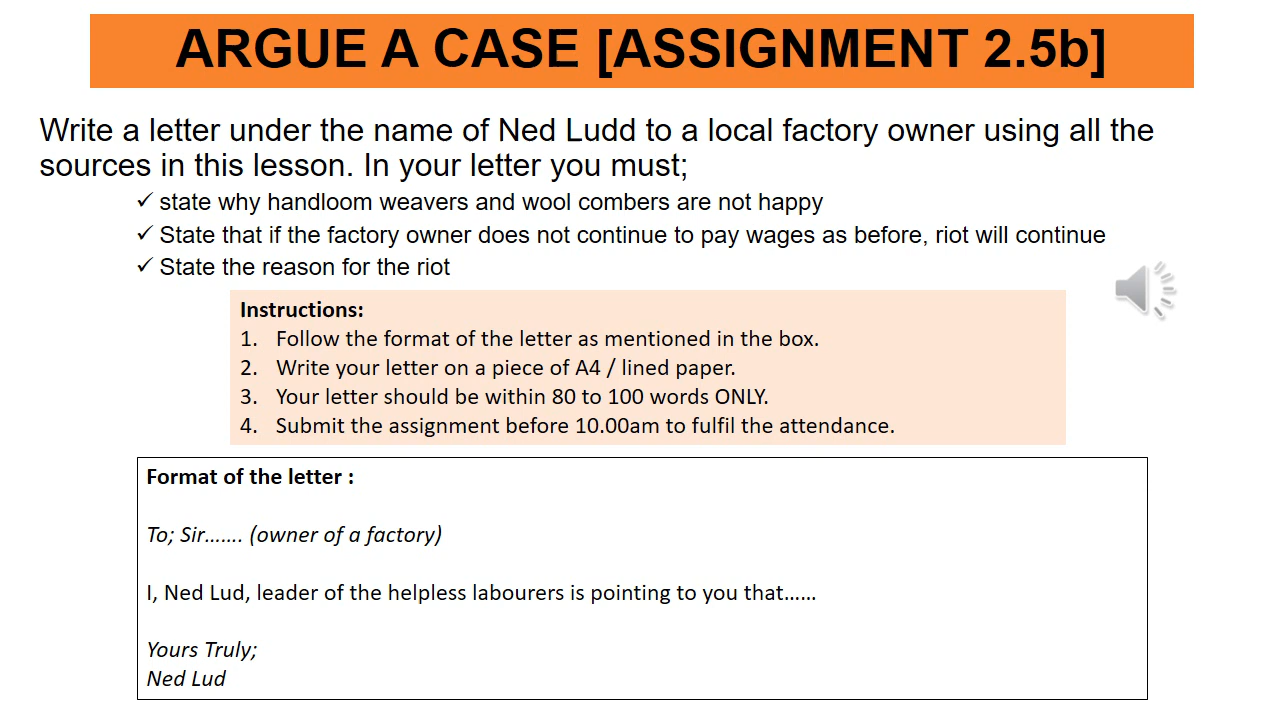 ARGUE A CASE [ASSIGNMENT 2.5b]
Write a letter under the name of Ned Ludd to a local factory owner using all the
sources in this lesson. In your letter you must;
✓ state why handloom weavers and wool combers are not happy
✓ State that if the factory owner does not continue to pay wages as before, riot will continue
✓ State the reason for the riot
Instructions:
1. Follow the format of the letter as mentioned in the box.
2. Write your letter on a piece of A4 / lined paper.
3. Your letter should be within 80 to 100 words ONLY.
4. Submit the assignment before 10.00am to fulfil the attendance.
Format of the letter :
To; Sir....... (owner of a factory)
I, Ned Lud, leader of the helpless labourers is pointing to you that......
Yours Truly;
Ned Lud